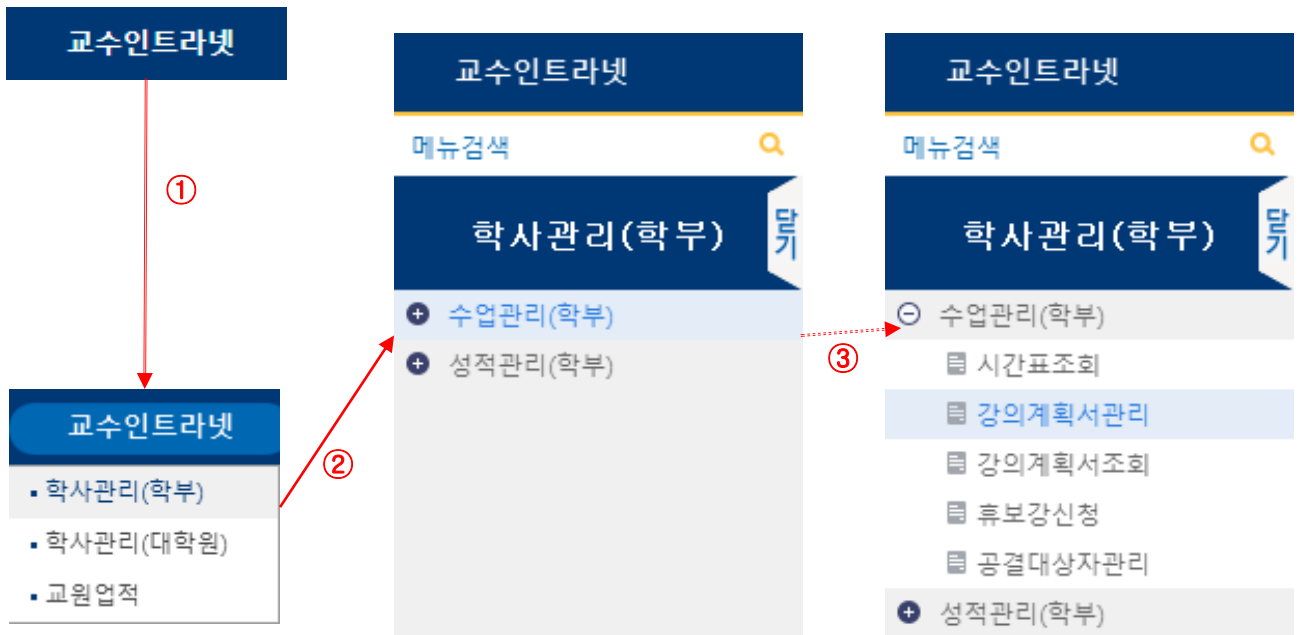 교수인트라넷
①
교수인트라넷
학사관리(학부)
학사관리(대학원)
교원업적
②
교수인트라넷
메뉴검색
학사관리(학부)
닫기
수업관리(학부)
성적관리(학부)
③
교수인트라넷
메뉴검색
학사관리(학부)
닫기
수업관리(학부)
시간표조회
강의계획서관리
강의계획서조회
휴보강신청
공결대상자관리
성적관리(학부)